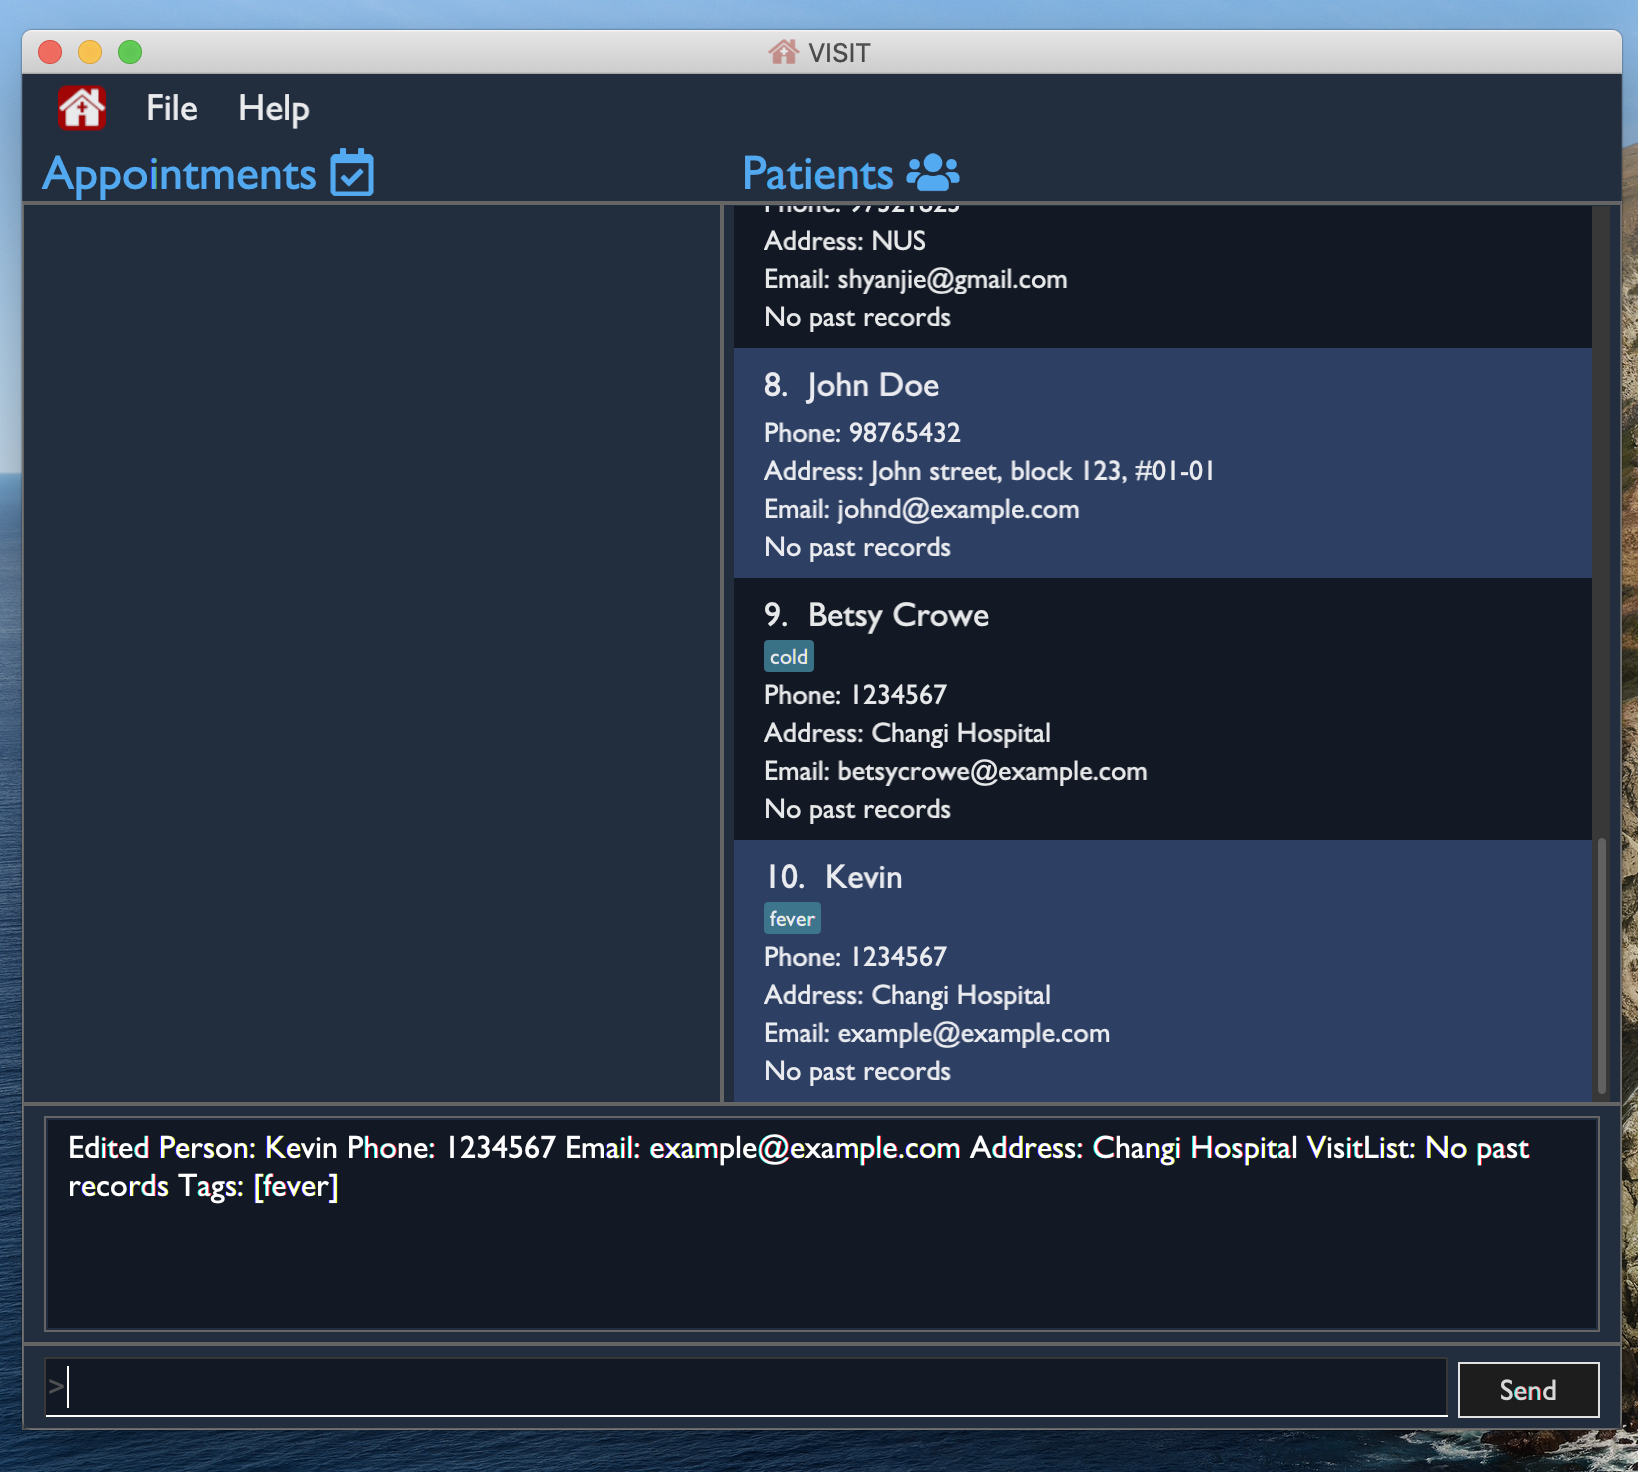 VISIT
File Help
Appointments
Patients
Address: NUS
Email: shyanjie@gmail.com
No past records
8. John Doe
Phone: 98765432
Address: John street, block 123, #01-01
Email: johnd@example.com
No past records
9. Betsy Crowe
cold
Phone: 1234567
Address: Changi Hospital
Email: betsycrowe@example.com
No past records
10. Kevin
fever
Phone: 1234567
Address: Changi Hospital
Email: example@example.com
No past records
Edited Person: Kevin Phone: 1234567 Email: example@example.com Address: Changi Hospital VisitList: No past
records Tags: [fever]
>
Send